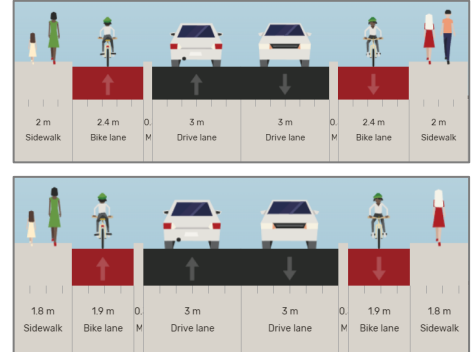 2 m 2.4 m 0. 3 m 3 m 0. 2.4 m 2 m
Sidewalk Bike lane M Drive lane Drive lane M Bike lane Sidewalk
1.8 m 1.9 m 0. 3 m 3 m 0. 1.9 m 1.8 m
Sidewalk Bike lane M Drive lane Drive lane M Bike lane Sidewalk